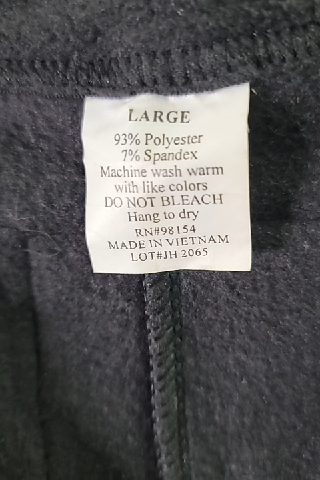 LARGE
93% Polyester
7% Spandex
Machine wash warm
with like colors
DO NOT BLEACH
Hang to dry
RN#98154
MADE IN VIETNAM
LOT#JH 2065